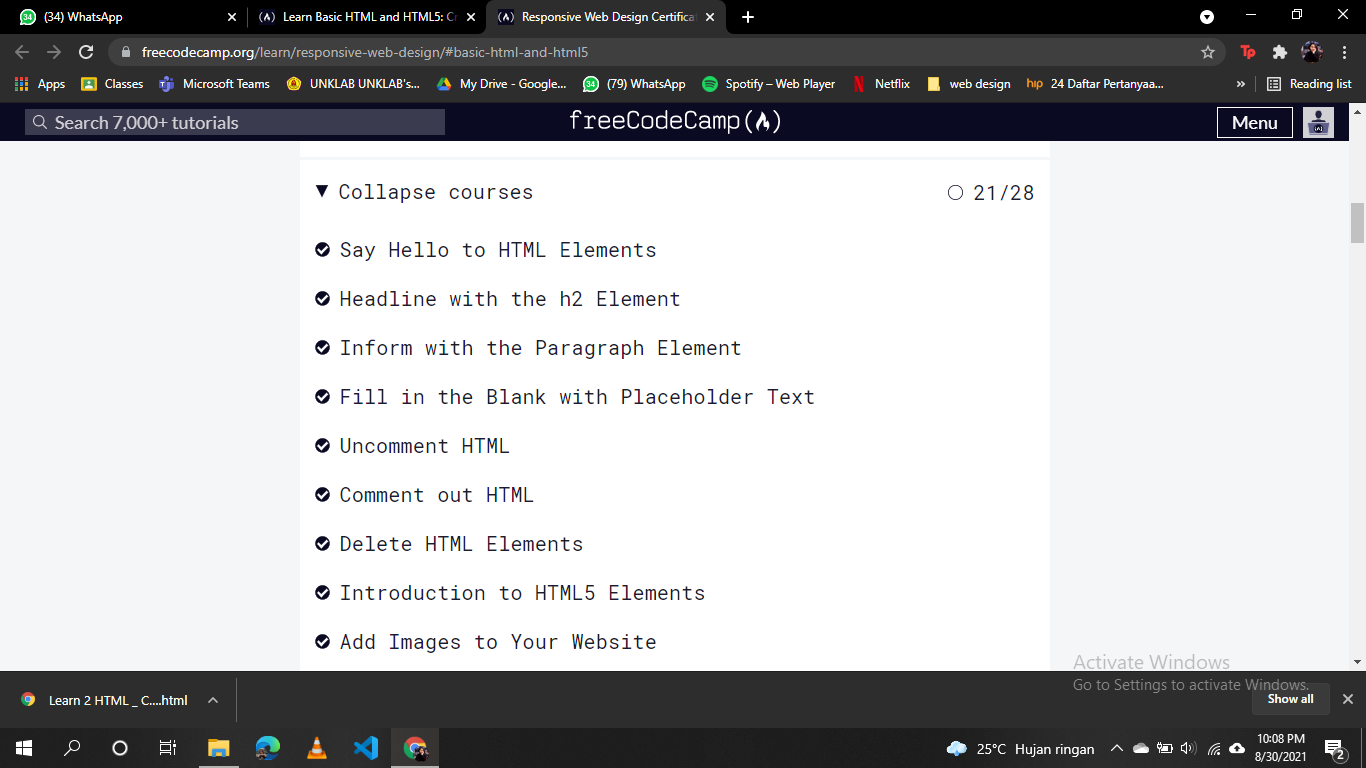 (34) WhatsApp
Learn Basic HTML and HTML5: Cr
Responsive Web Design Certificat
freecodecamp.org/learn/responsive-web-design/#basic-html-and-html5
Apps
Classes
Microsoft Teams
UNKLAB UNKLAB's...
My Drive - Google...
(79) WhatsApp
Spotify – Web Player
Netflix
web design
hip 24 Daftar Pertanyaa...
»
Reading list
Search 7,000+ tutorials
freeCodeCamp
Menu
Collapse courses
21/28
Say Hello to HTML Elements
Headline with the h2 Element
Inform with the Paragraph Element
Fill in the Blank with Placeholder Text
Uncomment HTML
Comment out HTML
Delete HTML Elements
Introduction to HTML5 Elements
Add Images to Your Website
Activate Windows
Go to Settings to activate Windows.
Learn 2 HTML _ C....html
Show all
25°C Hujan ringan
10:08 PM
8/30/2021
2